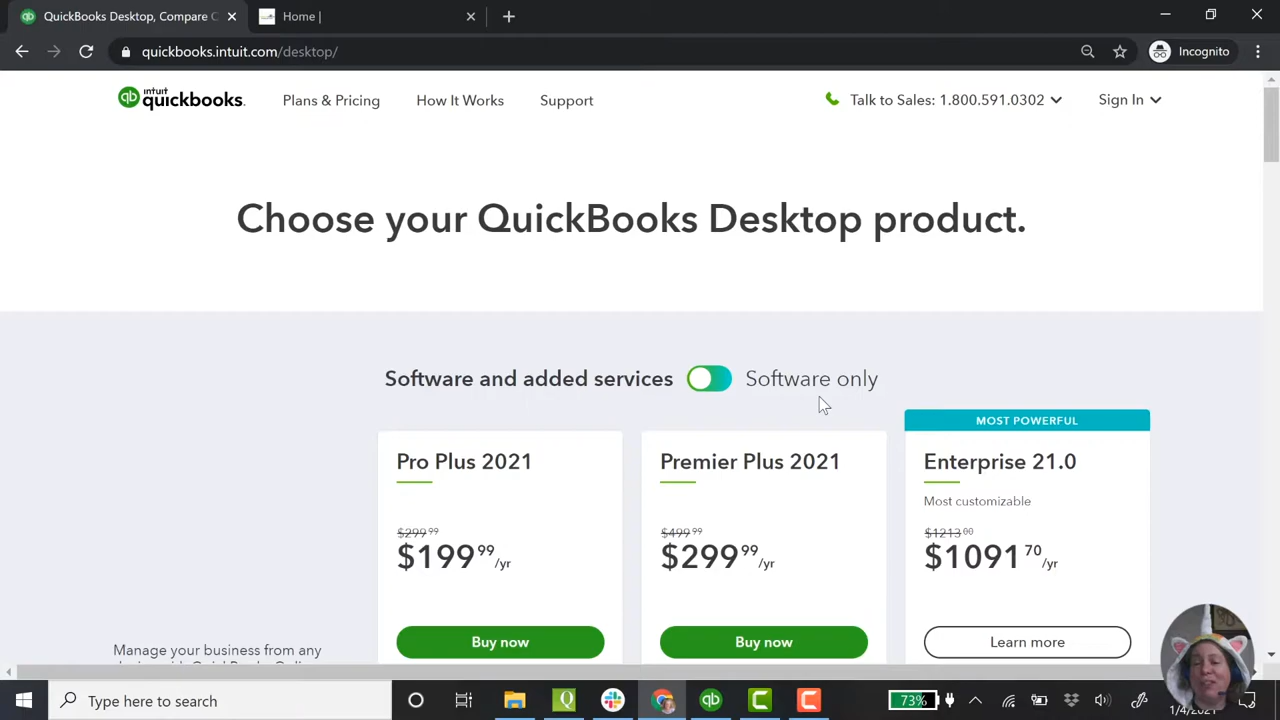 QuickBooks Desktop, Compare
Home |
quickbooks.intuit.com/desktop/
Incognito
intuit
quickbooks.
Plans & Pricing
How It Works
Support
Talk to Sales: 1.800.591.0302
Sign In
Choose your QuickBooks Desktop product.
Software and added services
Software only
MOST POWERFUL
Pro Plus 2021
Premier Plus 2021
Enterprise 21.0
Most customizable
$299 99
$499 99
$1213 00
$199 99 /yr
$299 99 /yr
$1091 70 /yr
Buy now
Buy now
Learn more
Manage your business from any
Type here to search
73%